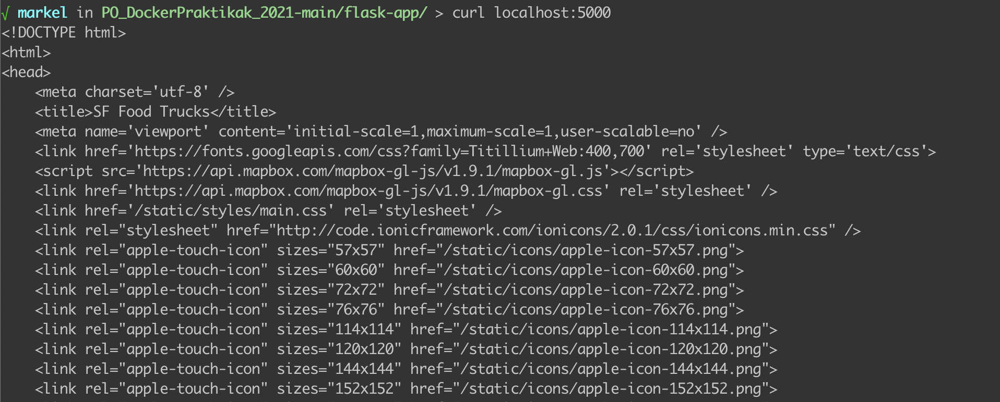 √ markel in PO_DockerPraktikak_2021-main/flask-app/ > curl localhost:5000
<!DOCTYPE html>
<html>
<head>
    <meta charset='utf-8' />
    <title>SF Food Trucks</title>
    <meta name='viewport' content='initial-scale=1,maximum-scale=1,user-scalable=no' />
    <link href='https://fonts.googleapis.com/css?family=Titillium+Web:400,700' rel='stylesheet' type='text/css'>
    <script src='https://api.mapbox.com/mapbox-gl-js/v1.9.1/mapbox-gl.js'></script>
    <link href='https://api.mapbox.com/mapbox-gl-js/v1.9.1/mapbox-gl.css' rel='stylesheet' />
    <link href='/static/styles/main.css' rel='stylesheet' />
    <link rel="stylesheet" href="http://code.ionicframework.com/ionicons/2.0.1/css/ionicons.min.css" />
    <link rel="apple-touch-icon" sizes="57x57" href="/static/icons/apple-icon-57x57.png">
    <link rel="apple-touch-icon" sizes="60x60" href="/static/icons/apple-icon-60x60.png">
    <link rel="apple-touch-icon" sizes="72x72" href="/static/icons/apple-icon-72x72.png">
    <link rel="apple-touch-icon" sizes="76x76" href="/static/icons/apple-icon-76x76.png">
    <link rel="apple-touch-icon" sizes="114x114" href="/static/icons/apple-icon-114x114.png">
    <link rel="apple-touch-icon" sizes="120x120" href="/static/icons/apple-icon-120x120.png">
    <link rel="apple-touch-icon" sizes="144x144" href="/static/icons/apple-icon-144x144.png">
    <link rel="apple-touch-icon" sizes="152x152" href="/static/icons/apple-icon-152x152.png">